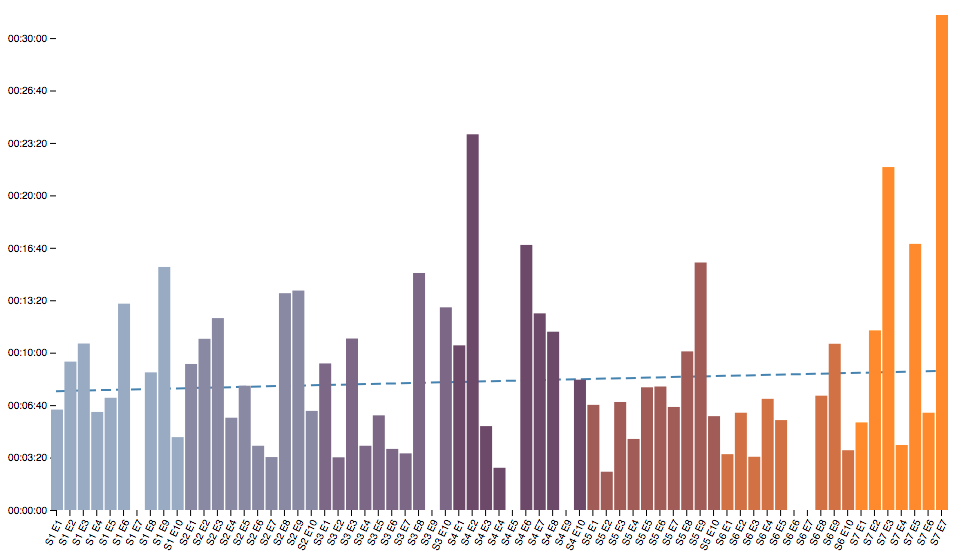 00:30:00
00:26:40
00:23:20
00:20:00
00:16:40
00:13:20
00:10:00
00:06:40
00:03:20
00:00:00
S1 E1
S1 E2
S1 E3
S1 E4
S1 E5
S1 E6
S1 E7
S1 E8
S1 E9
S1 E10
S2 E1
S2 E2
S2 E3
S2 E4
S2 E5
S2 E6
S2 E7
S2 E8
S2 E9
S2 E10
S3 E1
S3 E2
S3 E3
S3 E4
S3 E5
S3 E6
S3 E7
S3 E8
S3 E9
S3 E10
S4 E1
S4 E2
S4 E3
S4 E4
S4 E5
S4 E6
S4 E7
S4 E8
S4 E9
S4 E10
S5 E1
S5 E2
S5 E3
S5 E4
S5 E5
S5 E6
S5 E7
S5 E8
S5 E9
S5 E10
S6 E1
S6 E2
S6 E3
S6 E4
S6 E5
S6 E6
S6 E7
S6 E8
S6 E9
S6 E10
S7 E1
S7 E2
S7 E3
S7 E4
S7 E5
S7 E6
S7 E7